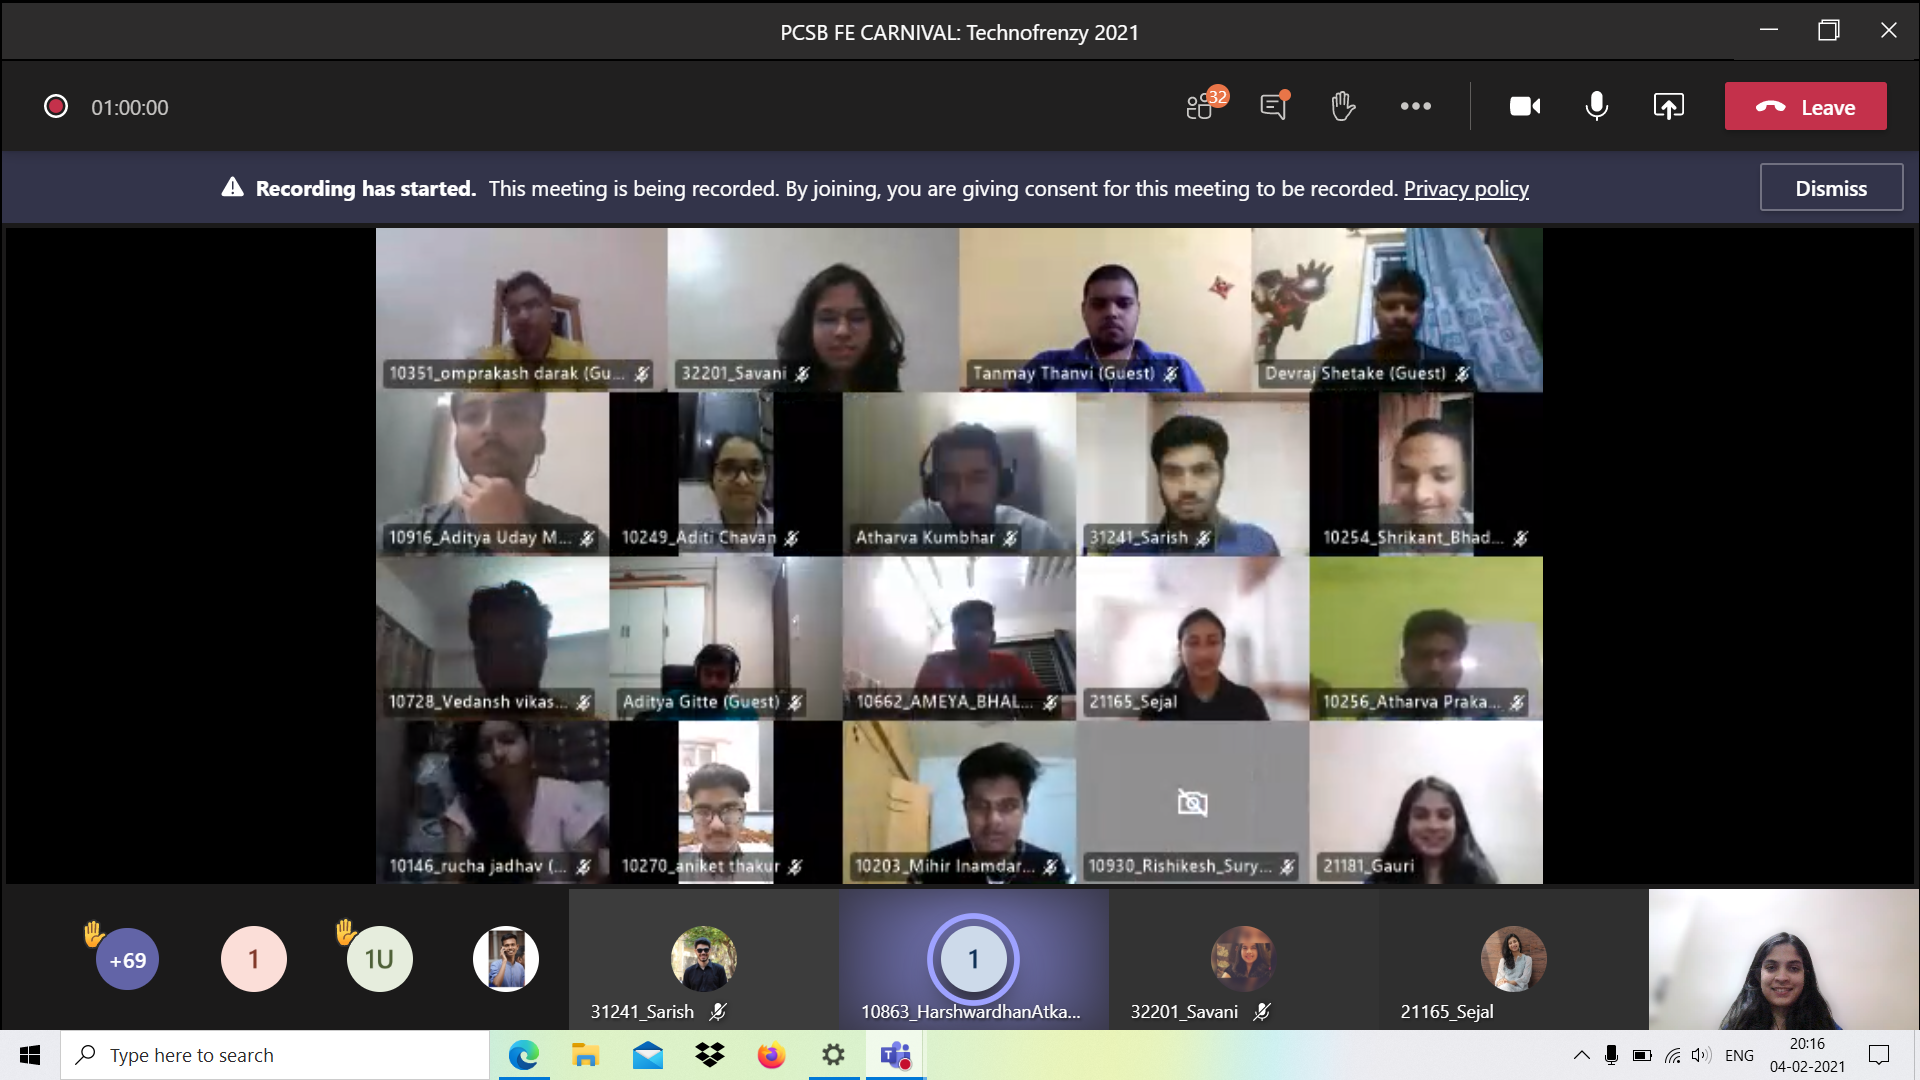 PCSB FE CARNIVAL: Technofrenzy 2021
01:00:00
32
Leave
Recording has started. This meeting is being recorded. By joining, you are giving consent for this meeting to be recorded. Privacy policy
Dismiss
10351_omprakash darak (Gu...
32201_Savani
Tanmay Thanvi (Guest)
Devraj Shetake (Guest)
10916_Aditya Uday M...
10249_Aditi Chavan
Atharva Kumbhar
31241_Sarish
10254_Shrikant_Bhad...
10728_Vedansh vikas...
Aditya Gitte (Guest)
10662_AMEYA_BHAL...
21165_Sejal
10256_Atharva Praka...
10146_rucha jadhav (...
10270_aniket thakur
10203_Mihir Inamdar...
10930_Rishikesh_Sury...
21181_Gauri
+69
1
1U
1
31241_Sarish
10863_HarshwardhanAtka...
32201_Savani
21165_Sejal
Type here to search
ENG
20:16
04-02-2021